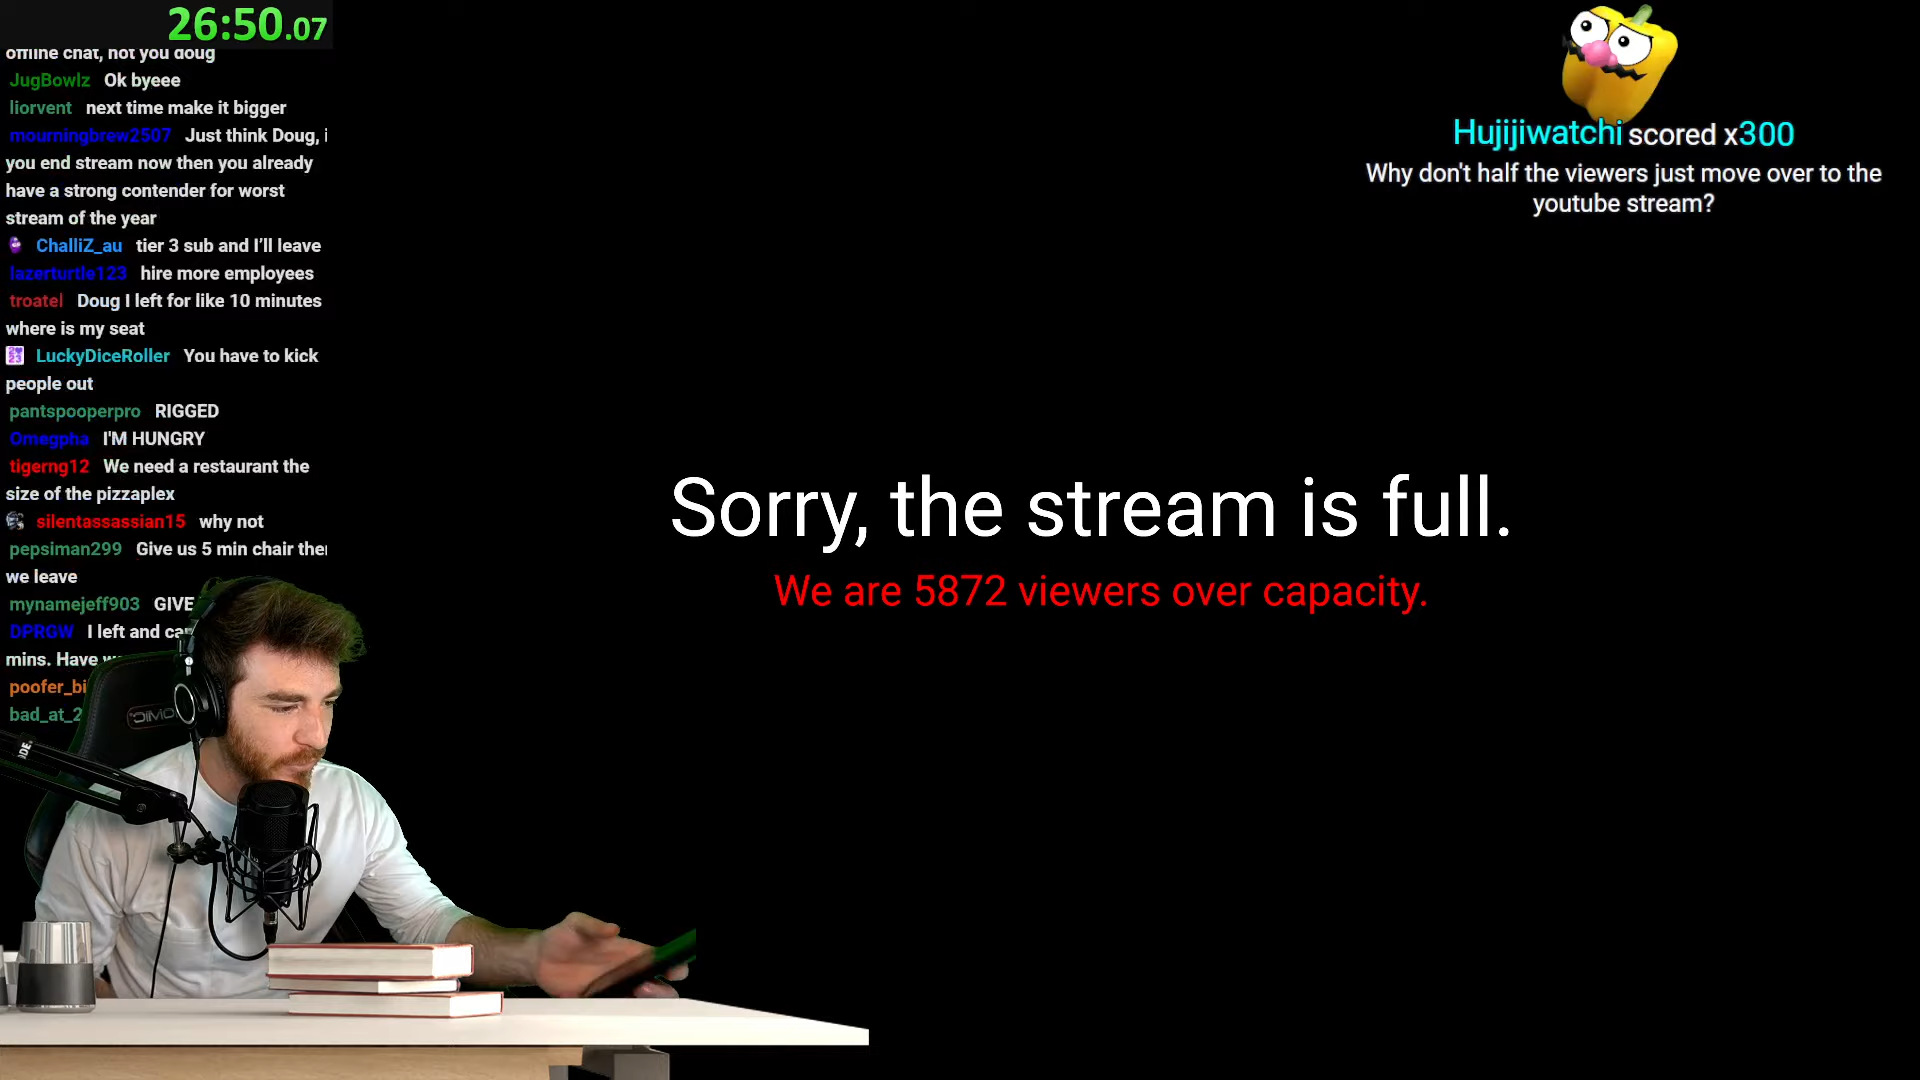 26:50.07
offline chat, not you doug
JugBowlz Ok byeee
liorvent next time make it bigger
mourningbrew2507 Just think Doug, i
you end stream now then you already
have a strong contender for worst
stream of the year
ChalliZ_au tier 3 sub and I’ll leave
lazerturtle123 hire more employees
troatel Doug I left for like 10 minutes
where is my seat
LuckyDiceRoller You have to kick
people out
pantspooperpro RIGGED
Omegpha I'M HUNGRY
tigerng12 We need a restaurant the
size of the pizzaplex
silentassassian15 why not
pepsiman299 Give us 5 min chair then
we leave
mynamejeff903 GIVE
DPRGW I left and
mins. Have
poofer_bi
bad_at_2
Hujijiwatchi scored x300
Why don't half the viewers just move over to the
youtube stream?
Sorry, the stream is full.
We are 5872 viewers over capacity.